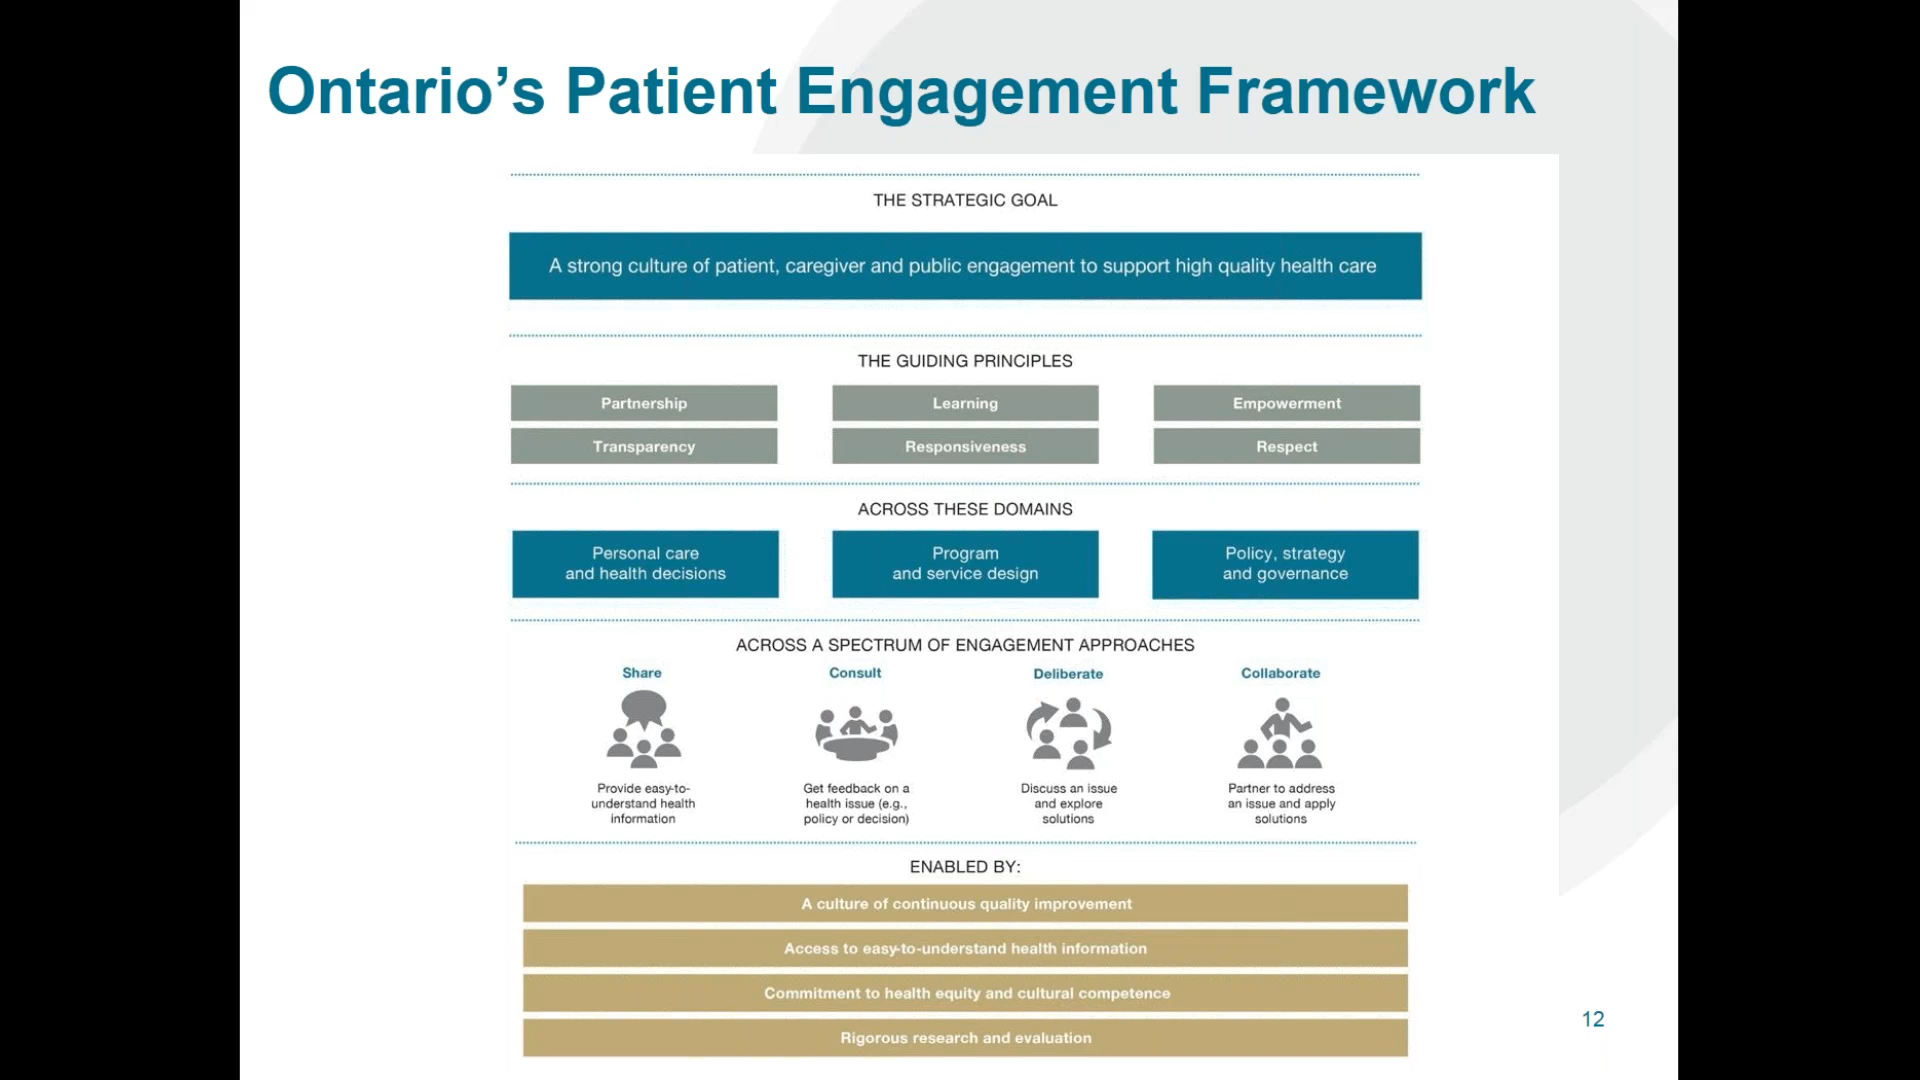 Ontario’s Patient Engagement Framework
THE STRATEGIC GOAL
A strong culture of patient, caregiver and public engagement to support high quality health care
THE GUIDING PRINCIPLES
Partnership
Learning
Empowerment
Transparency
Responsiveness
Respect
ACROSS THESE DOMAINS
Personal care
and health decisions
Program
and service design
Policy, strategy
and governance
ACROSS A SPECTRUM OF ENGAGEMENT APPROACHES
Share
Provide easy-to-
understand health
information
Consult
Get feedback on a
health issue (e.g.,
policy or decision)
Deliberate
Discuss an issue
and explore
solutions
Collaborate
Partner to address
an issue and apply
solutions
ENABLED BY:
A culture of continuous quality improvement
Access to easy-to-understand health information
Commitment to health equity and cultural competence
Rigorous research and evaluation
12